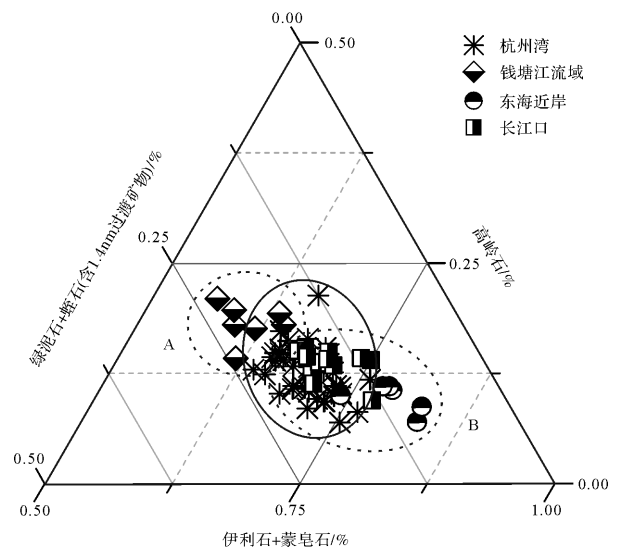 0.00
0.50
杭州湾
钱塘江流域
东海近岸
长江口
绿泥石+蛭石(含1.4nm过渡矿物)/%
0.25
高岭石/%
0.25
A
B
0.50
0.00
0.50
0.75
1.00
伊利石+蒙皂石/%